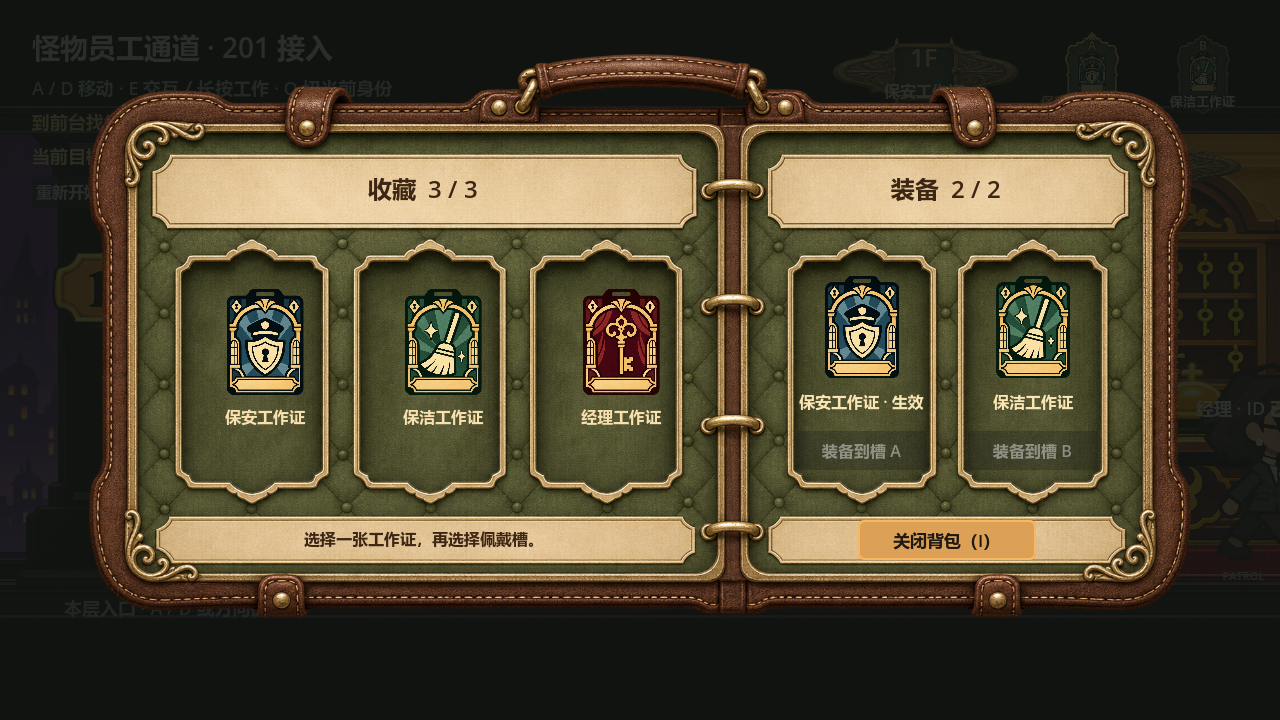 怪物员工通道 · 201 接入
A / D 移动 · E 交互 / 长按工作 · Q 切当前身份
1F
A
B
保安工
保洁工作证
到前台找
当前目
重新开
收藏 3 / 3
装备 2 / 2
保安工作证
保洁工作证
经理工作证
保安工作证 · 生效
保洁工作证
装备到槽 A
装备到槽 B
经理 · ID
选择一张工作证，再选择佩戴槽。
关闭背包（I）
PATROL
本层入口 · A / D 或方向